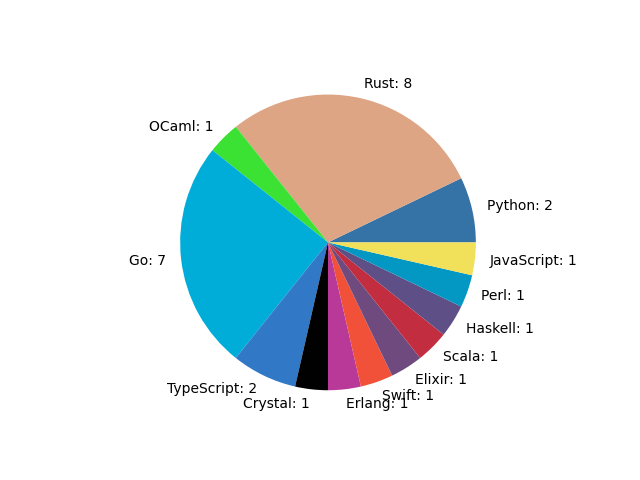 Rust: 8
OCaml: 1
Python: 2
Go: 7
JavaScript: 1
Perl: 1
Haskell: 1
Scala: 1
Elixir: 1
TypeScript: 2
Swift: 1
Crystal: 1
Erlang: 1